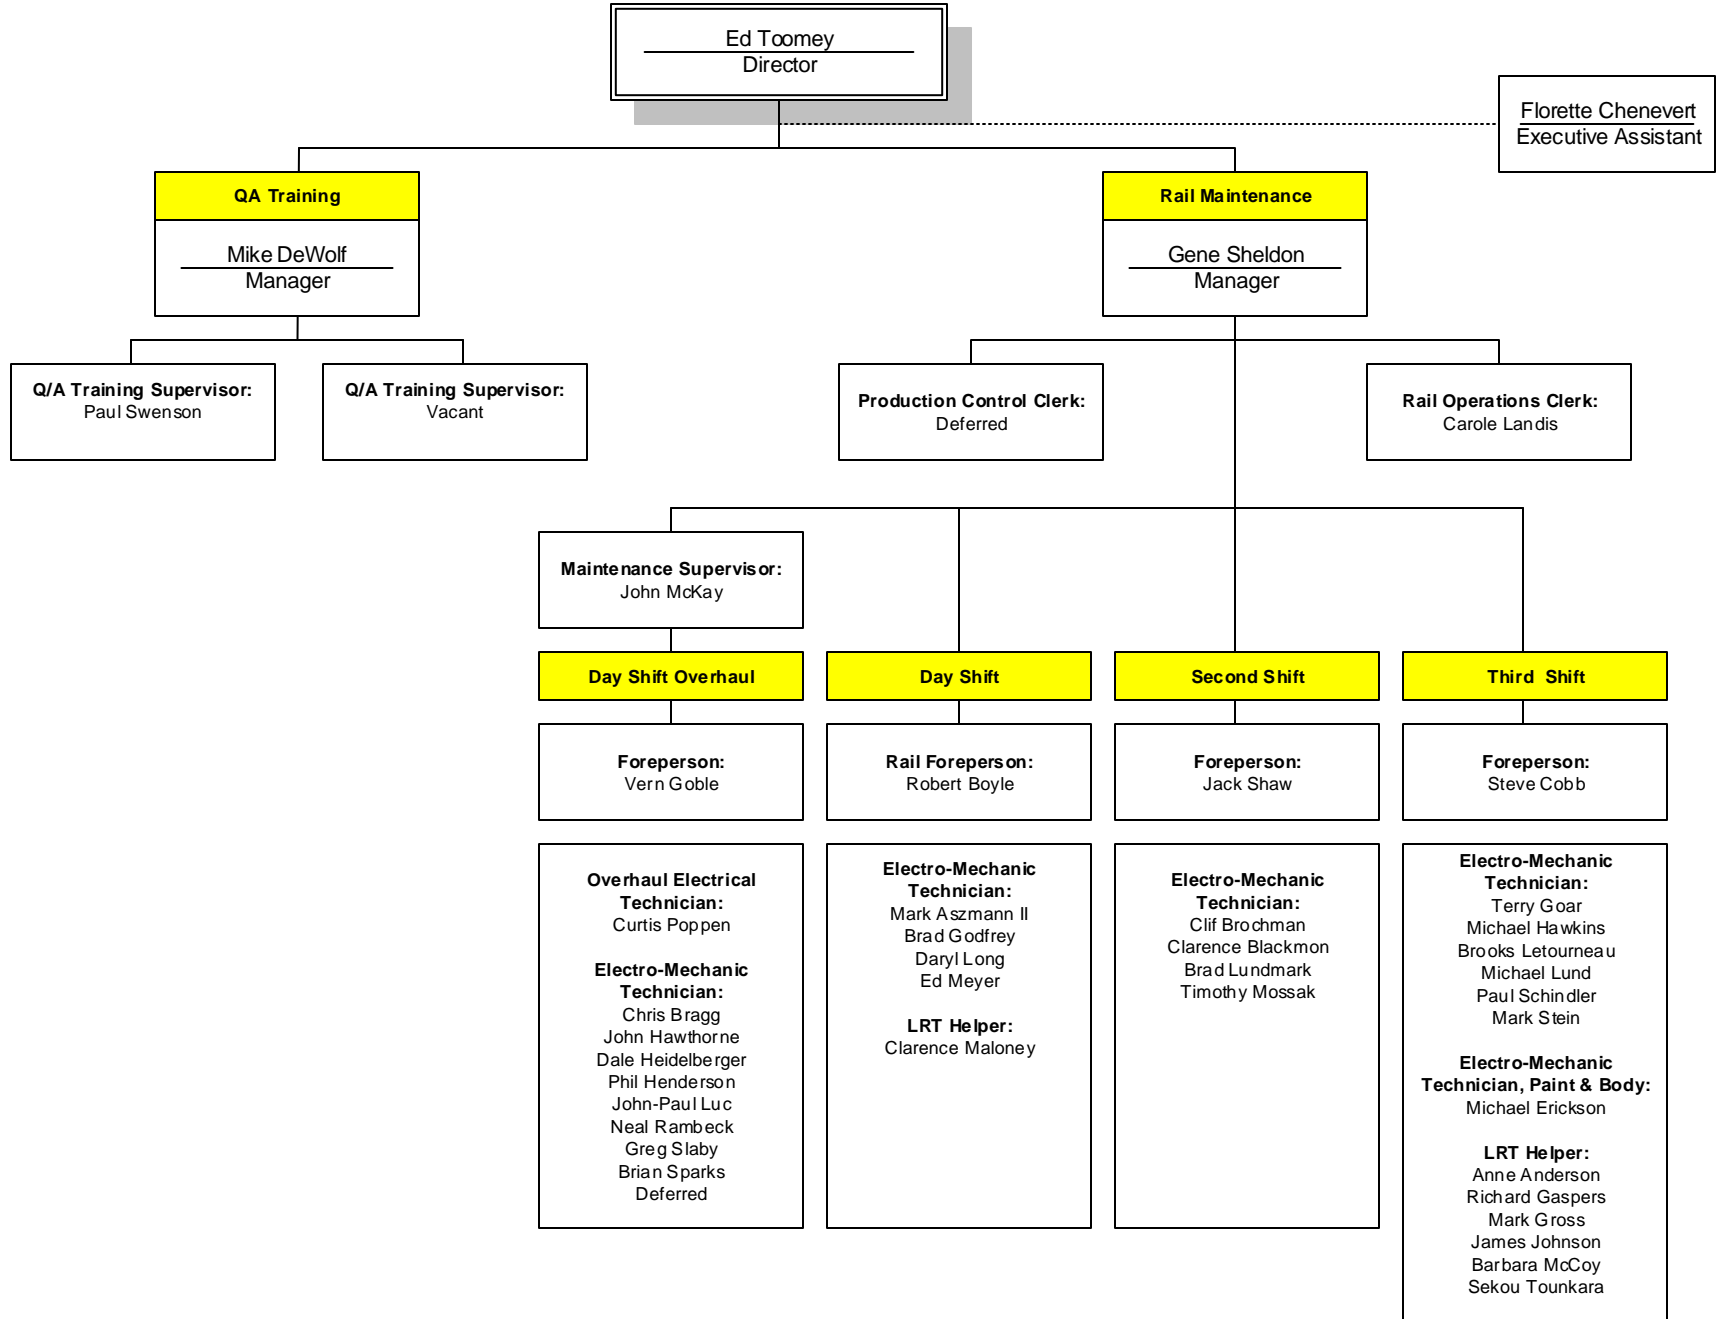 Ed Toomey
Director
Florette Chenevert
Executive Assistant
QA Training
Mike DeWolf
Manager
Rail Maintenance
Gene Sheldon
Manager
Q/A Training Supervisor:
Paul Swenson
Q/A Training Supervisor:
Vacant
Production Control Clerk:
Deferred
Rail Operations Clerk:
Carole Landis
Maintenance Supervisor:
John McKay
Day Shift Overhaul
Foreperson:
Vern Goble
Overhaul Electrical
Technician:
Curtis Poppen
Electro-Mechanic
Technician:
Chris Bragg
John Hawthorne
Dale Heidelberger
Phil Henderson
John-Paul Luc
Neal Rambeck
Greg Slaby
Brian Sparks
Deferred
Day Shift
Rail Foreperson:
Robert Boyle
Electro-Mechanic
Technician:
Mark Aszmann II
Brad Godfrey
Daryl Long
Ed Meyer
LRT Helper:
Clarence Maloney
Second Shift
Foreperson:
Jack Shaw
Electro-Mechanic
Technician:
Clif Brochman
Clarence Blackmon
Brad Lundmark
Timothy Mossak
Third Shift
Foreperson:
Steve Cobb
Electro-Mechanic
Technician:
Terry Goar
Michael Hawkins
Brooks Letourneau
Michael Lund
Paul Schindler
Mark Stein
Electro-Mechanic
Technician, Paint & Body:
Michael Erickson
LRT Helper:
Anne Anderson
Richard Gaspers
Mark Gross
James Johnson
Barbara McCoy
Sekou Tounkara